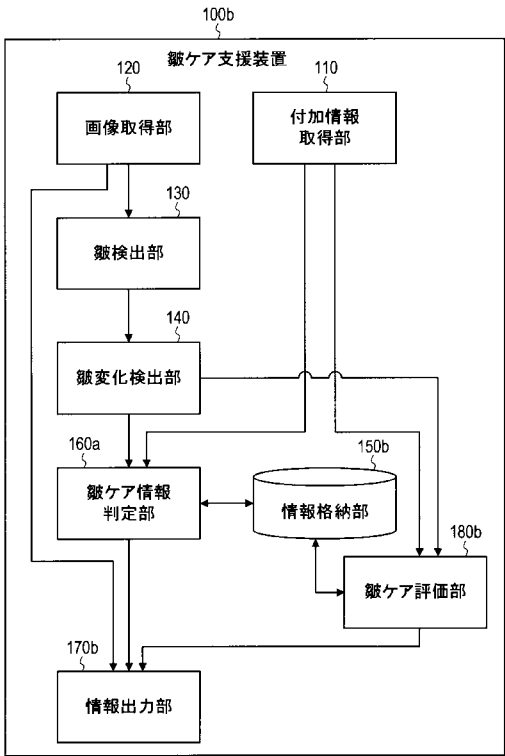 100b
皺ケア支援装置
120
画像取得部
110
付加情報
取得部
130
皺検出部
140
皺変化検出部
160a
皺ケア情報
判定部
150b
情報格納部
180b
皺ケア評価部
170b
情報出力部